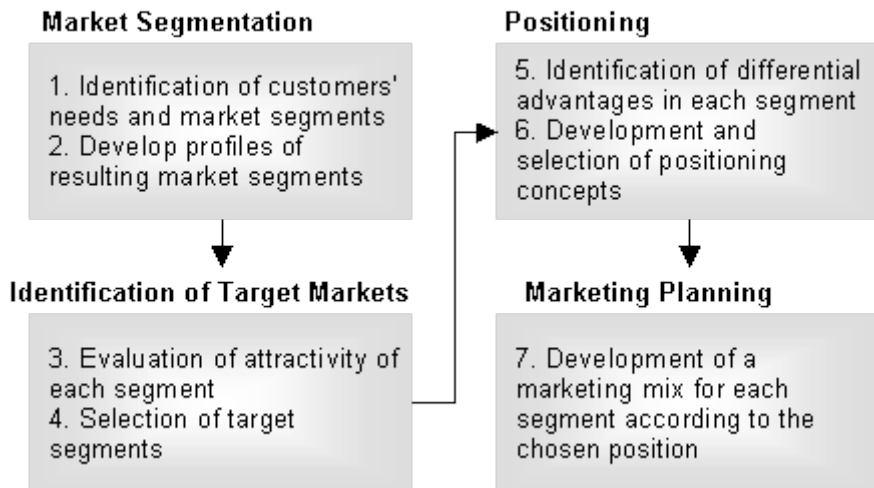 Market Segmentation
1. Identification of customers'
needs and market segments
2. Develop profiles of
resulting market segments
Identification of Target Markets
3. Evaluation of attractivity of
each segment
4. Selection of target
segments
Positioning
5. Identification of differential
advantages in each segment
6. Development and
selection of positioning
concepts
Marketing Planning
7. Development of a
marketing mix for each
segment according to the
chosen position